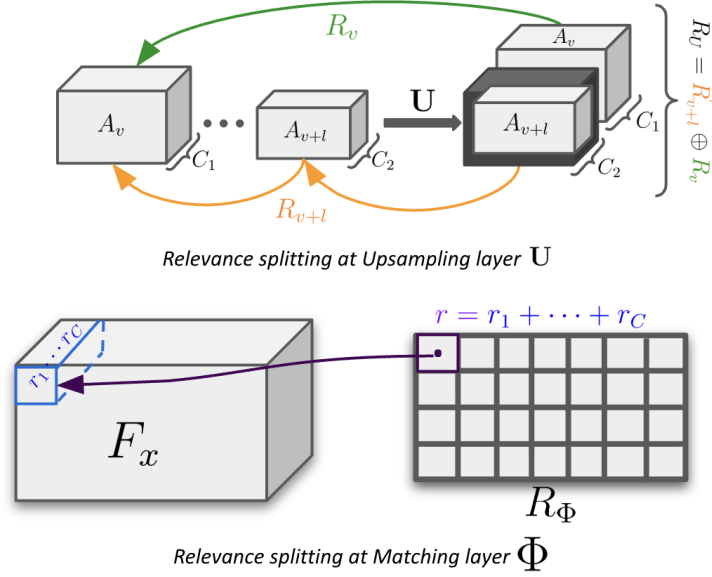 R_v
A_v
A_v
A_{v+l}
U
A_{v+l}
C_1
C_2
C_1
C_2
R_{v+l}
R_U = R_{v+l} ⊕ R_v
Relevance splitting at Upsampling layer U
r = r_1 + ··· + r_C
r_1 ··· r_C
F_x
R_Φ
Relevance splitting at Matching layer Φ